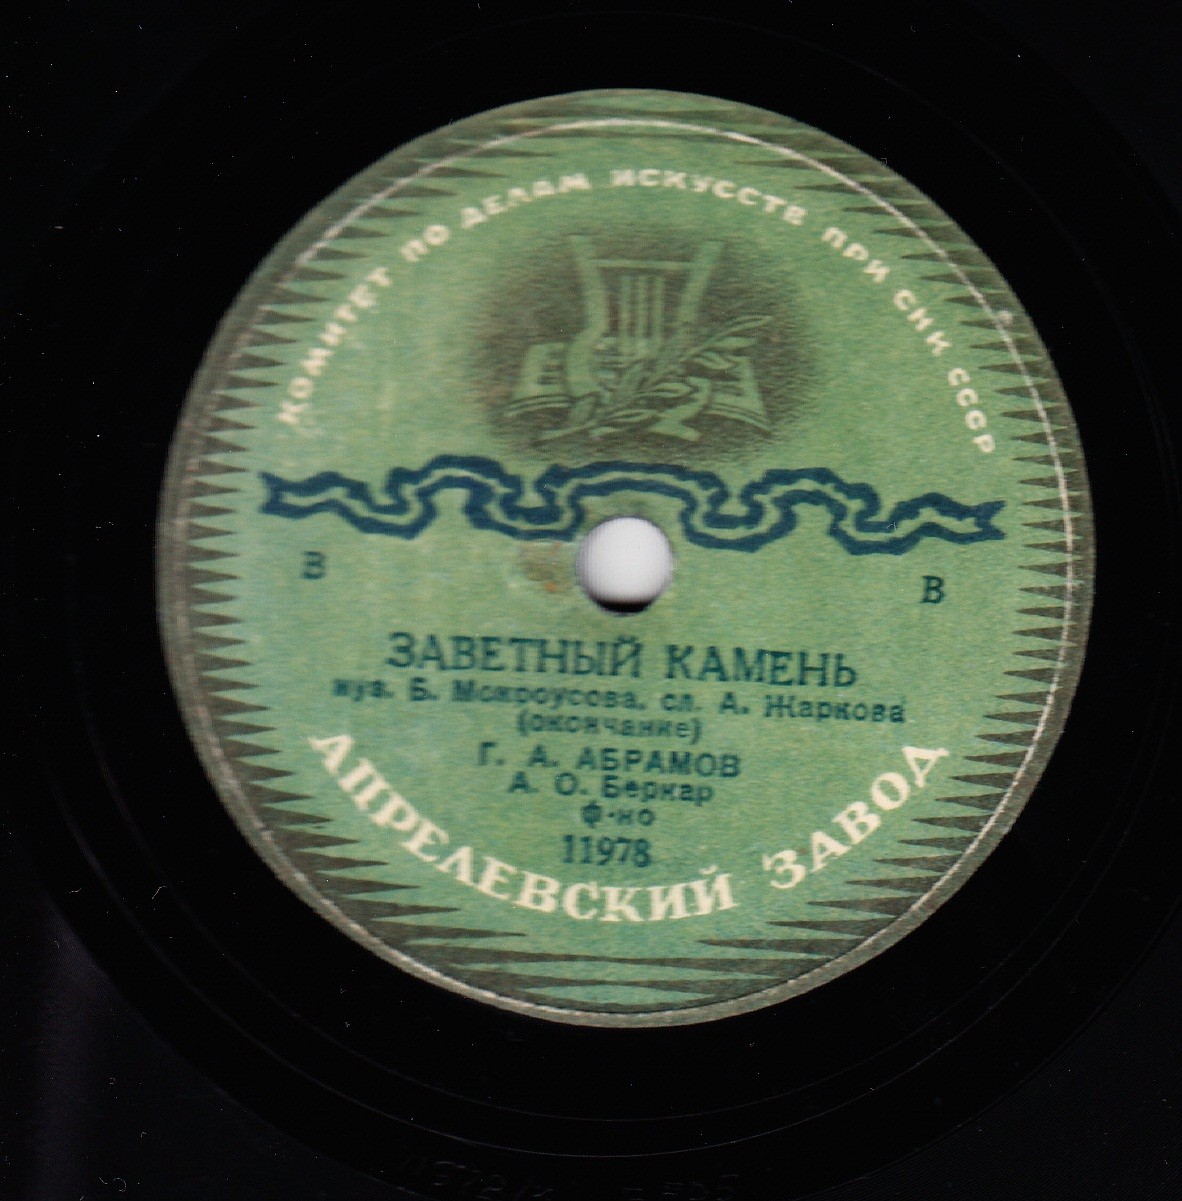 КОМИТЕТ ПО ДЕЛАМ ИСКУССТВ ПРИ СНК СССР
В В
ЗАВЕТНЫЙ КАМЕНЬ
муз. Б. Мокроусова, сл. А. Жаркова
(окончание)
Г. А. АБРАМОВ
А. О. Беркар
ф-но
11978
АПРЕЛЕВСКИЙ ЗАВОД